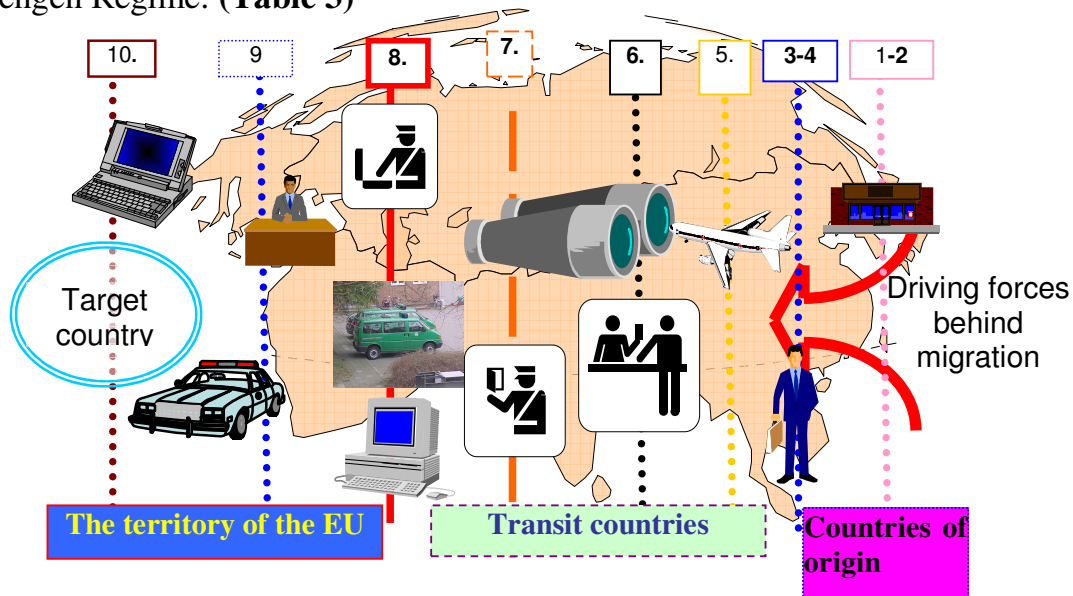 engen Regime. (Table 3)
10.
9
8.
7.
6.
5.
3-4
1-2
Target
country
Driving forces
behind
migration
The territory of the EU
Transit countries
Countries of
origin